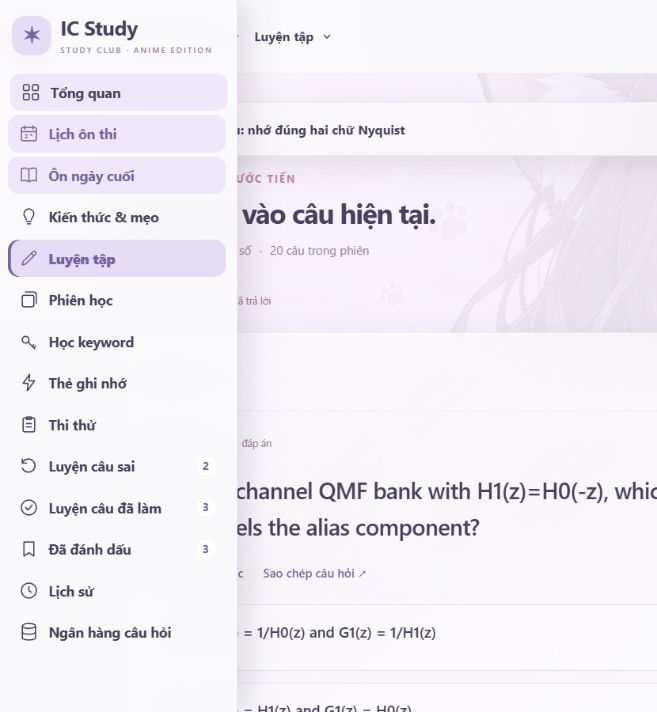 IC Study
STUDY CLUB · ANIME EDITION
Tổng quan
Lịch ôn thi
Ôn ngày cuối
Kiến thức & mẹo
Luyện tập
Phiên học
Học keyword
Thẻ ghi nhớ
Thi thử
Luyện câu sai 2
Luyện câu đã làm 3
Đã đánh dấu 3
Lịch sử
Ngân hàng câu hỏi
Luyện tập
: nhớ đúng hai chữ Nyquist
ƯỚC TIẾN
vào câu hiện tại.
số · 20 câu trong phiên
trả lời
đáp án
channel QMF bank with H1(z)=H0(-z),
els the alias component?
Sao chép câu hỏi ↗
= 1/H0(z) and G1(z) = 1/H1(z)
= H1(z) and G1(z) = H0(z)